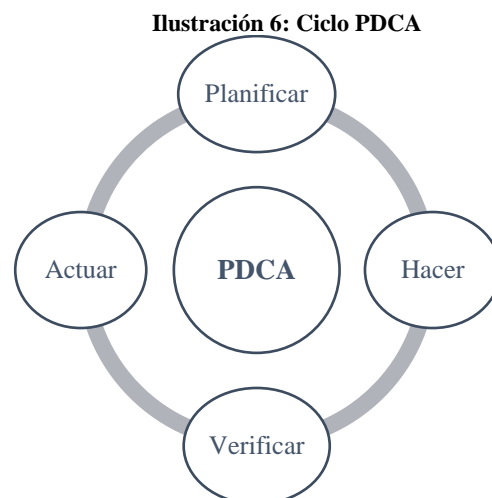 Ilustración 6: Ciclo PDCA
Planificar
Actuar
PDCA
Hacer
Verificar